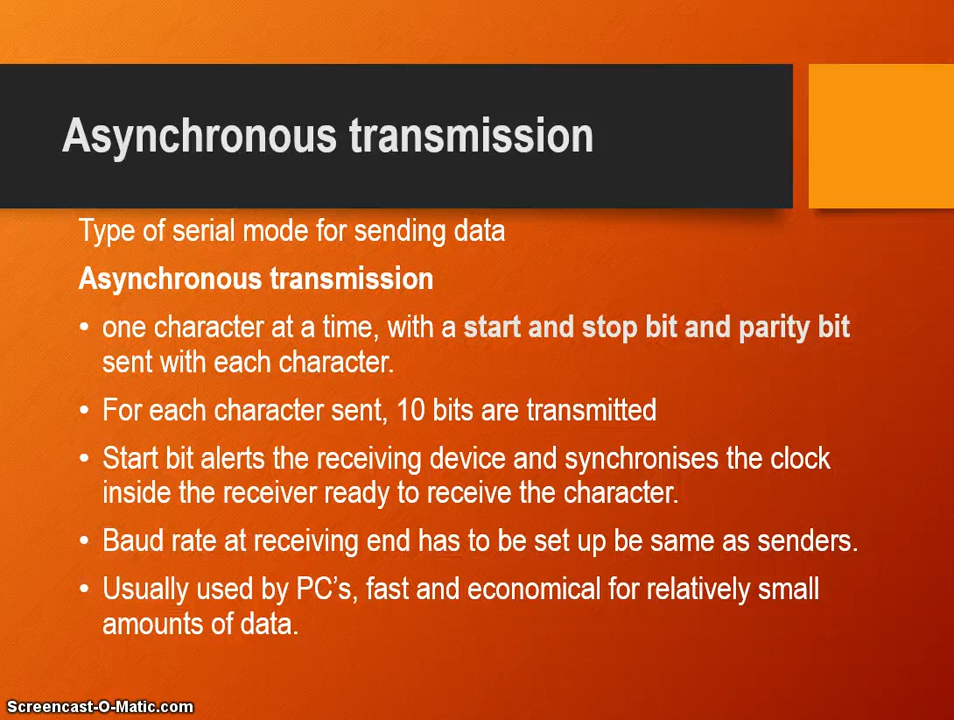 Asynchronous transmission
Type of serial mode for sending data
Asynchronous transmission
• one character at a time, with a start and stop bit and parity bit
sent with each character.
• For each character sent, 10 bits are transmitted
• Start bit alerts the receiving device and synchronises the clock
inside the receiver ready to receive the character.
• Baud rate at receiving end has to be set up be same as senders.
• Usually used by PC’s, fast and economical for relatively small
amounts of data.
Screencast-O-Matic.com